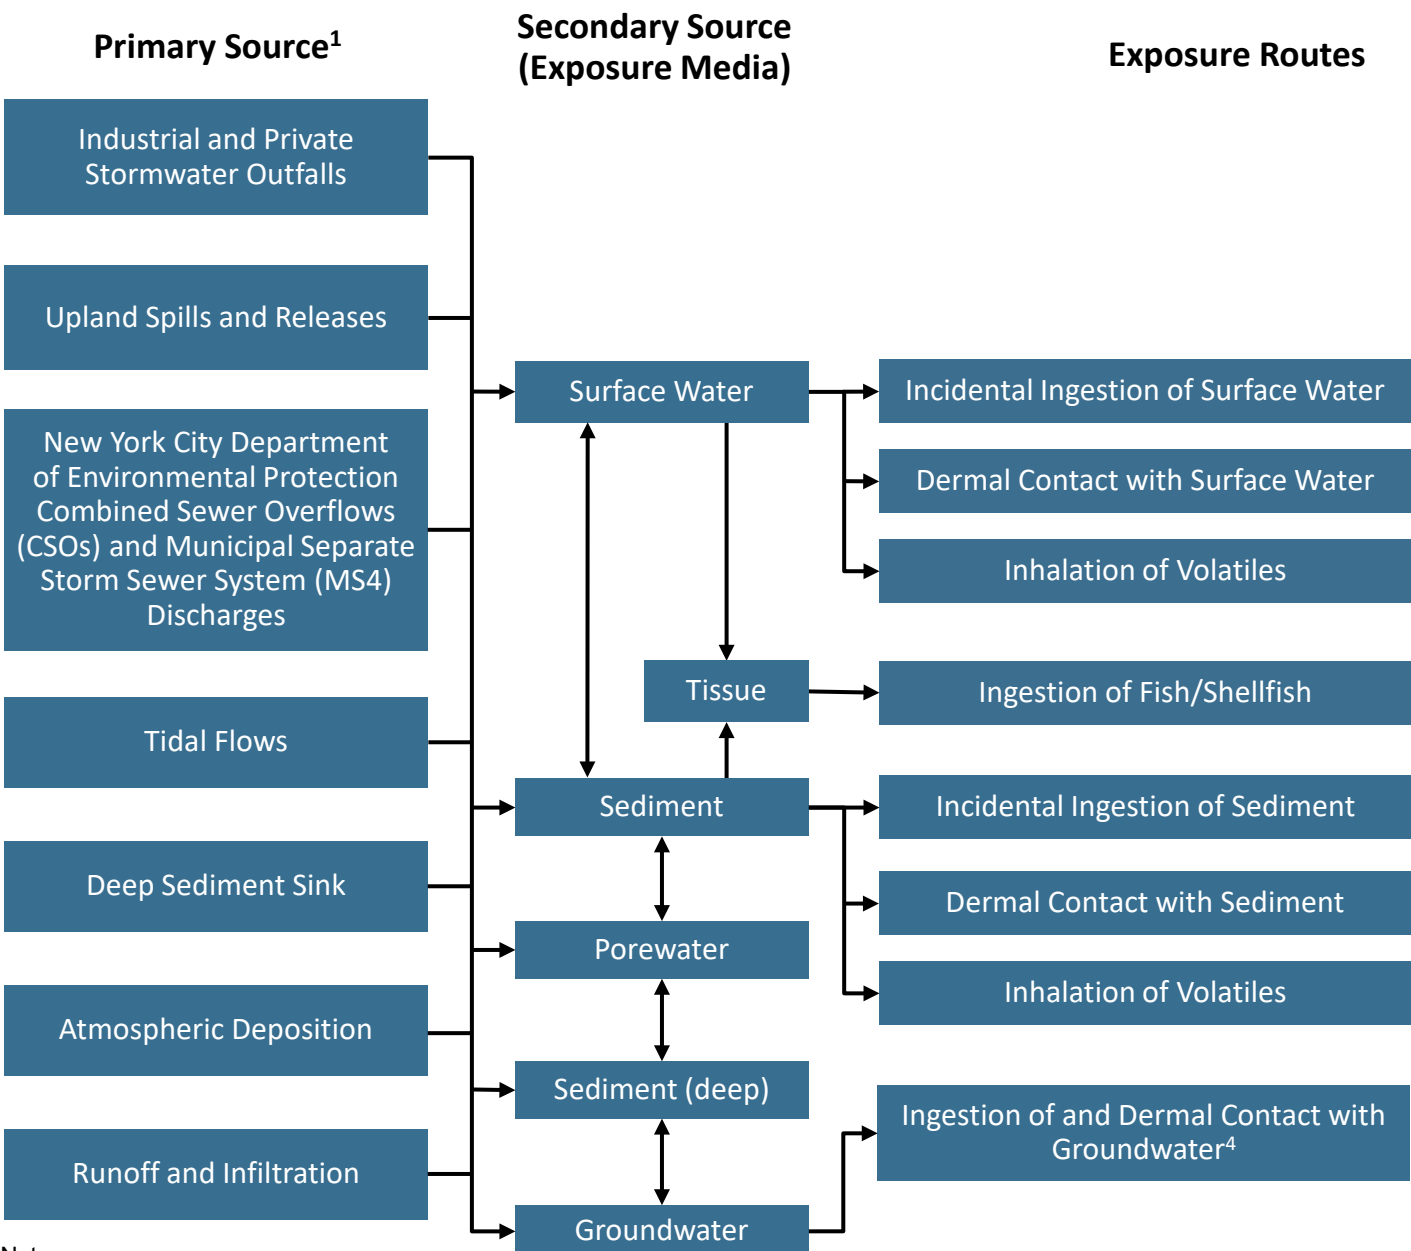 Primary Source¹
Secondary Source
(Exposure Media)
Exposure Routes
Industrial and Private
Stormwater Outfalls
Upland Spills and Releases
New York City Department
of Environmental Protection
Combined Sewer Overflows
(CSOs) and Municipal Separate
Storm Sewer System (MS4)
Discharges
Tidal Flows
Deep Sediment Sink
Atmospheric Deposition
Runoff and Infiltration
Surface Water
Tissue
Sediment
Porewater
Sediment (deep)
Groundwater
Incidental Ingestion of Surface Water
Dermal Contact with Surface Water
Inhalation of Volatiles
Ingestion of Fish/Shellfish
Incidental Ingestion of Sediment
Dermal Contact with Sediment
Inhalation of Volatiles
Ingestion of and Dermal Contact with
Groundwater⁴